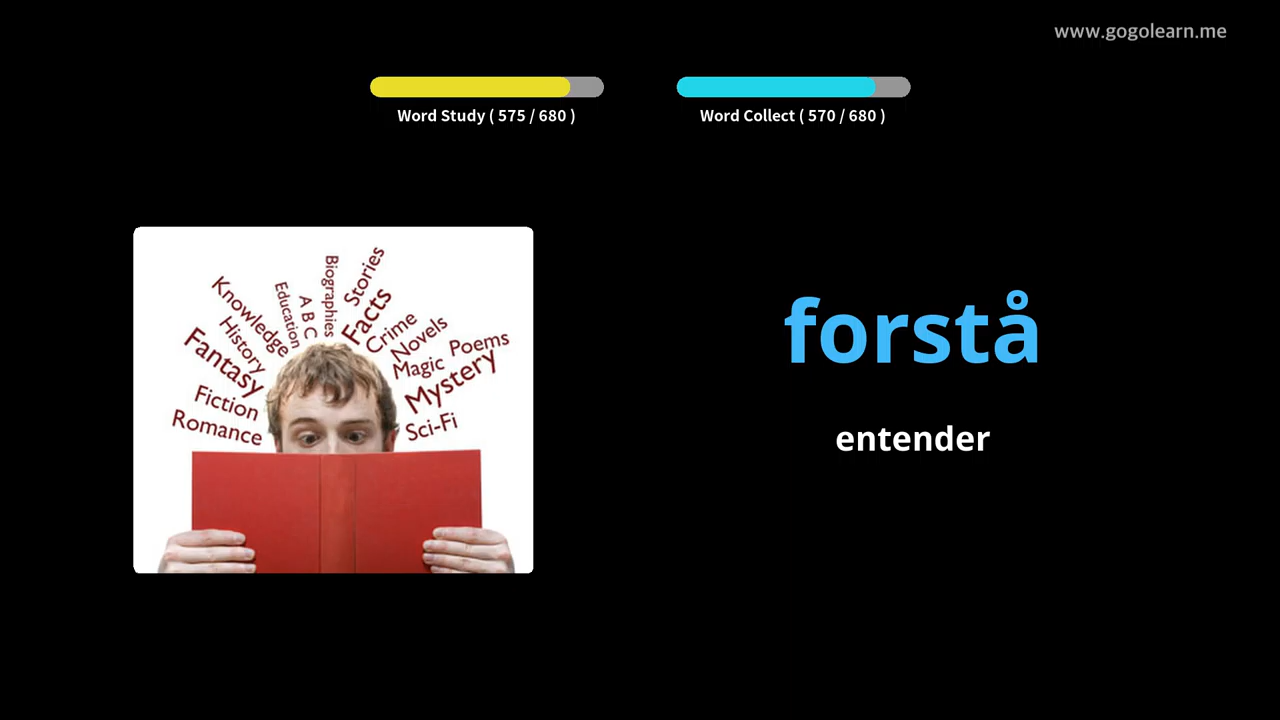 www.gogolearn.me
Word Study ( 575 / 680 )
Word Collect ( 570 / 680 )
Knowledge
History
Fantasy
Fiction
Romance
Education
A B C
Biographies
Stories
Facts
Crime
Novels
Magic
Poems
Mystery
Sci-Fi
forstå
entender